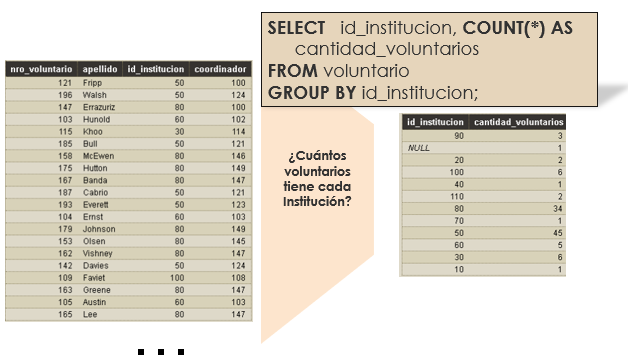 SELECT id_institucion, COUNT(*) AS
cantidad_voluntarios
FROM voluntario
GROUP BY id_institucion;
nro_voluntario apellido id_institucion coordinador
121 Fripp 50 100
196 Walsh 50 124
147 Errazuriz 80 100
103 Hunold 60 102
115 Khoo 30 114
185 Bull 50 121
158 McEwen 80 146
175 Hutton 80 149
167 Banda 80 147
187 Cabrio 50 121
193 Everett 50 123
104 Ernst 60 103
179 Johnson 80 149
153 Olsen 80 145
162 Vishney 80 147
142 Davies 50 124
109 Faviet 100 108
163 Greene 80 147
105 Austin 60 103
165 Lee 80 147
...
¿Cuántos
voluntarios
tiene cada
Institución?
id_institucion cantidad_voluntarios
90 3
NULL 1
20 2
100 6
40 1
110 2
80 34
70 1
50 45
60 5
30 6
10 1